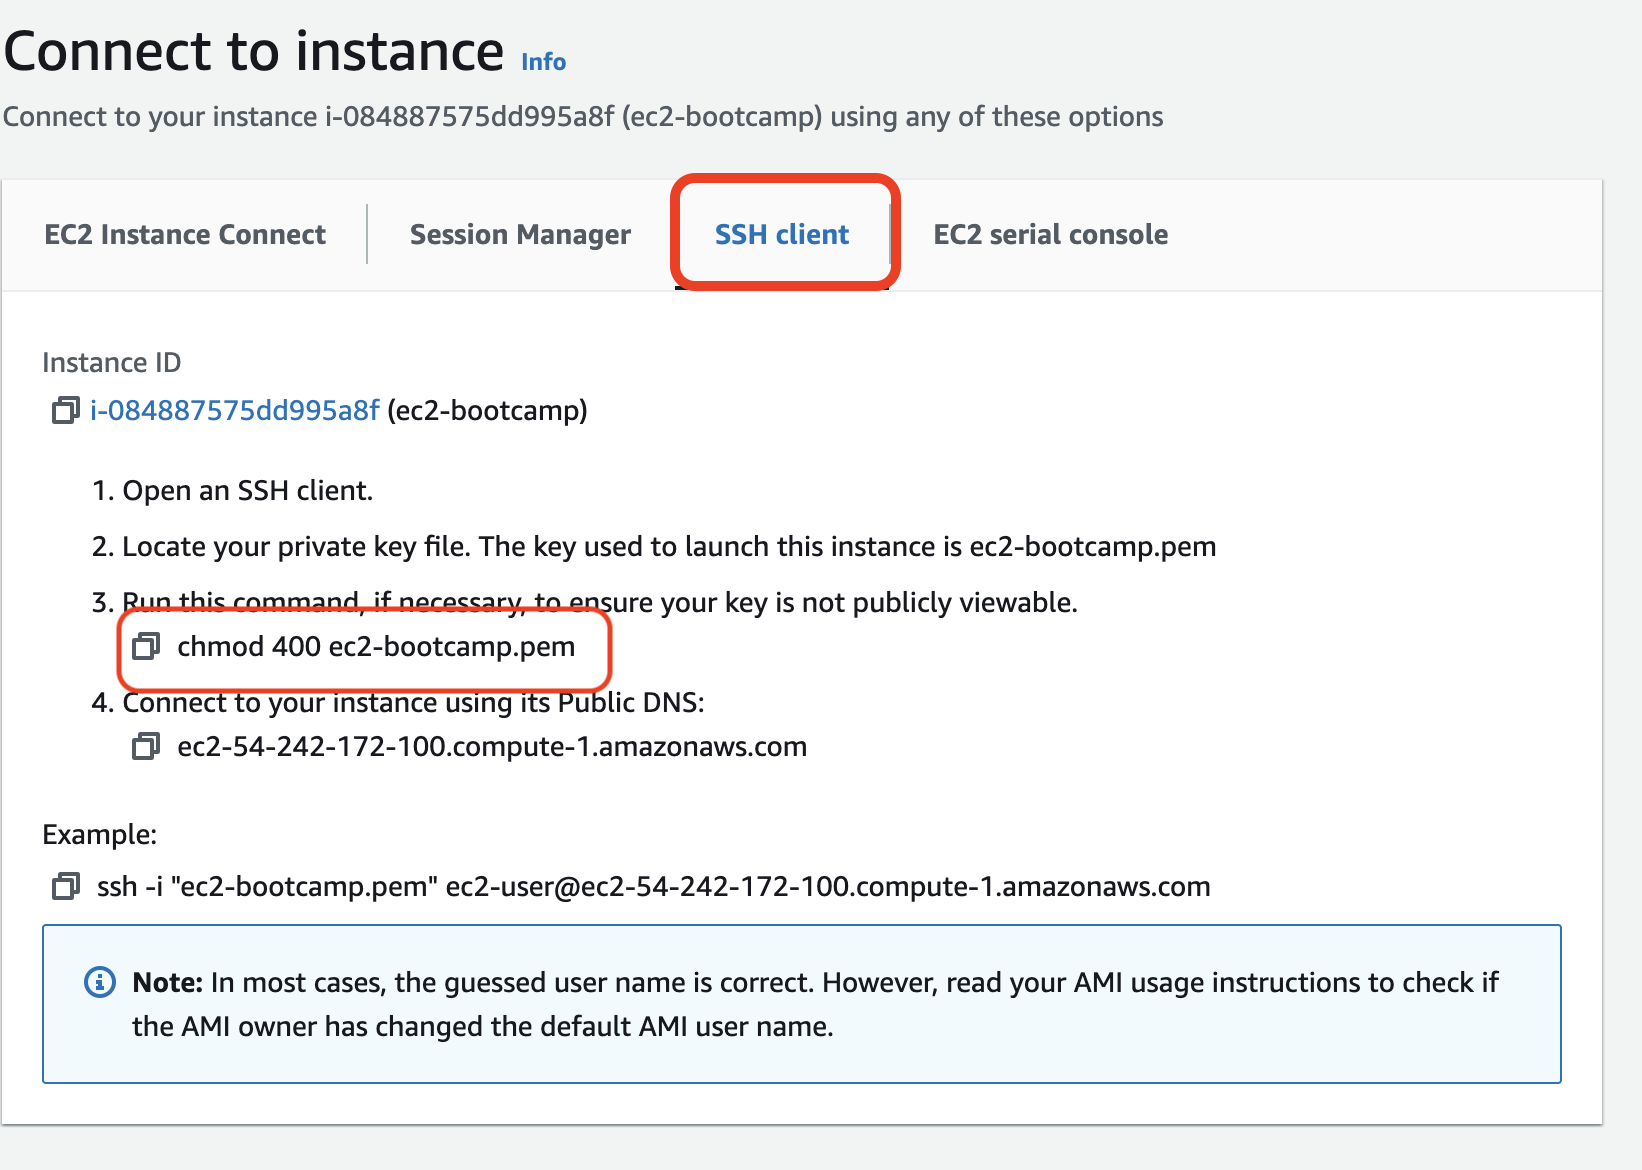 Connect to instance Info
Connect to your instance i-084887575dd995a8f (ec2-bootcamp) using any of these options
EC2 Instance Connect Session Manager SSH client EC2 serial console
Instance ID
i-084887575dd995a8f (ec2-bootcamp)
1. Open an SSH client.
2. Locate your private key file. The key used to launch this instance is ec2-bootcamp.pem
3. Run this command, if necessary, to ensure your key is not publicly viewable.
chmod 400 ec2-bootcamp.pem
4. Connect to your instance using its Public DNS:
ec2-54-242-172-100.compute-1.amazonaws.com
Example:
ssh -i "ec2-bootcamp.pem" ec2-user@ec2-54-242-172-100.compute-1.amazonaws.com
Note: In most cases, the guessed user name is correct. However, read your AMI usage instructions to check if
the AMI owner has changed the default AMI user name.